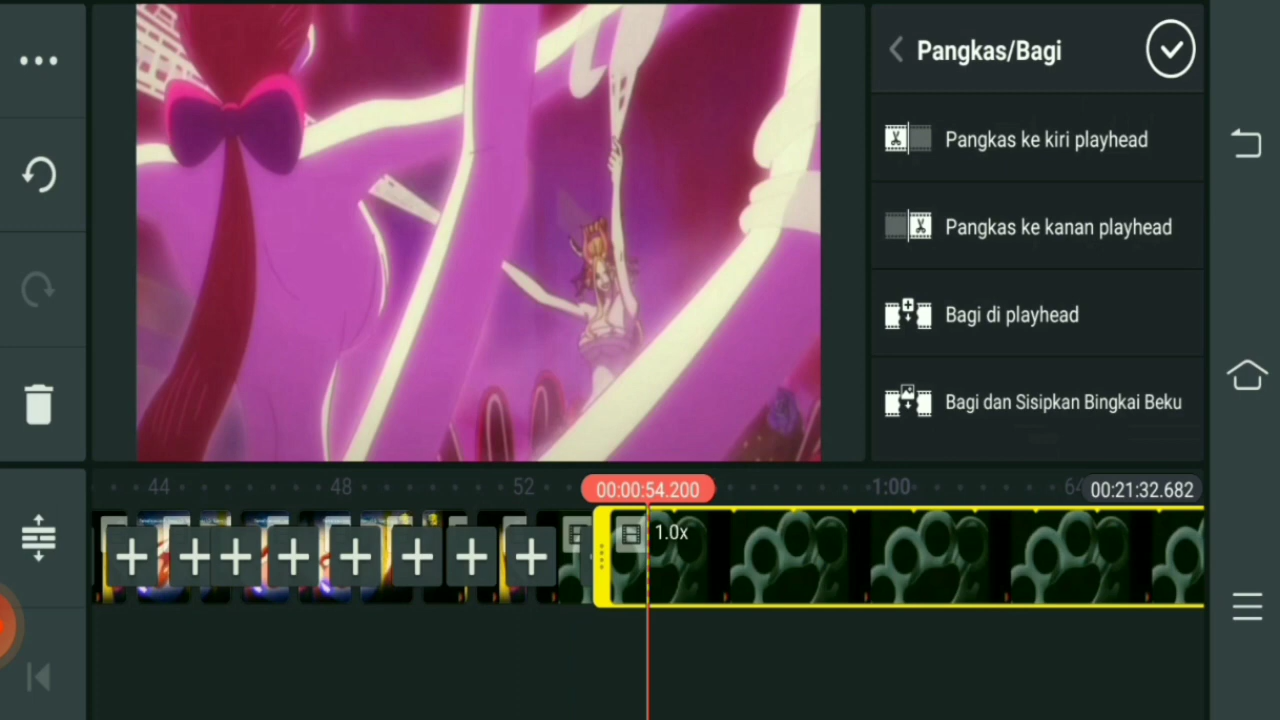 Pangkas/Bagi
Pangkas ke kiri playhead
Pangkas ke kanan playhead
Bagi di playhead
Bagi dan Sisipkan Bingkai Beku
44 48 52 00:00:54.200 1:00 64 00:21:32.682
1.0x